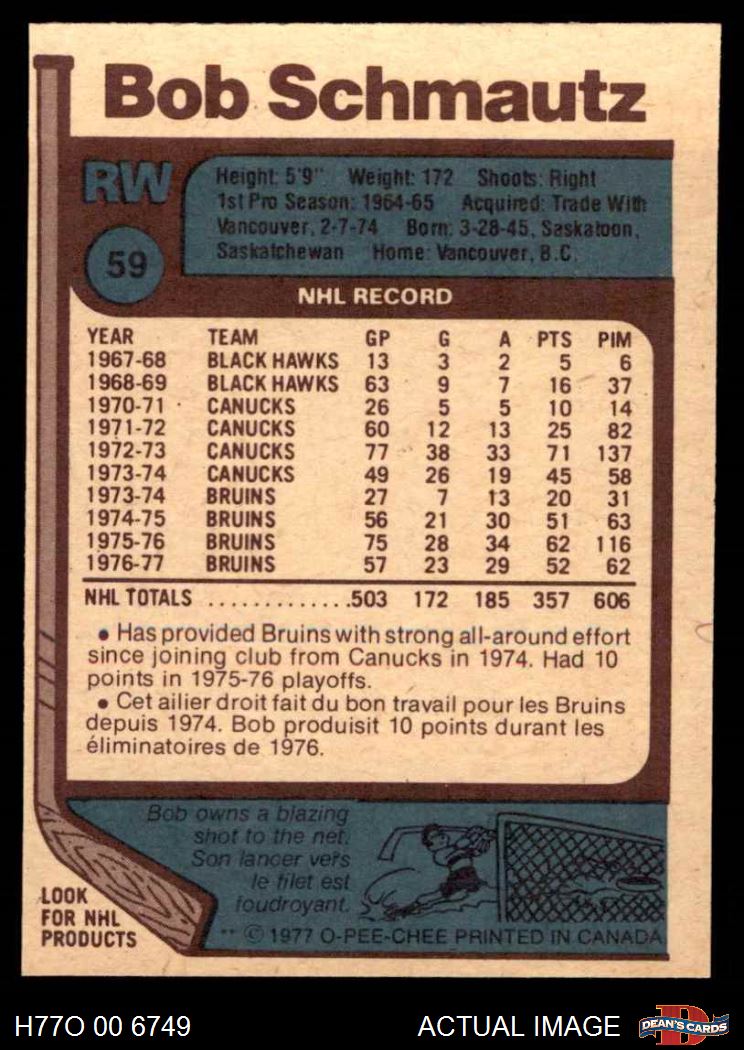 Bob Schmautz
RW
59
Height: 5'9" Weight: 172 Shoots: Right
1st Pro Season: 1964-65 Acquired: Trade With
Vancouver, 2-7-74 Born: 3-28-45, Saskatoon,
Saskatchewan Home: Vancouver, B.C.
NHL RECORD
YEAR TEAM GP G A PTS PIM
1967-68 BLACK HAWKS 13 3 2 5 6
1968-69 BLACK HAWKS 63 9 7 16 37
1970-71 CANUCKS 26 5 5 10 14
1971-72 CANUCKS 60 12 13 25 82
1972-73 CANUCKS 77 38 33 71 137
1973-74 CANUCKS 49 26 19 45 58
1973-74 BRUINS 27 7 13 20 31
1974-75 BRUINS 56 21 30 51 63
1975-76 BRUINS 75 28 34 62 116
1976-77 BRUINS 57 23 29 52 62
NHL TOTALS .............503 172 185 357 606
• Has provided Bruins with strong all-around effort
since joining club from Canucks in 1974. Had 10
points in 1975-76 playoffs.
• Cet ailier droit fait du bon travail pour les Bruins
depuis 1974. Bob produisit 10 points durant les
éliminatoires de 1976.
Bob owns a blazing
shot to the net.
Son lancer vers
le filet est
foudroyant.
LOOK
FOR NHL
PRODUCTS
** © 1977 O-PEE-CHEE PRINTED IN CANADA
H77O 00 6749
ACTUAL IMAGE
D
DEAN'S CARDS